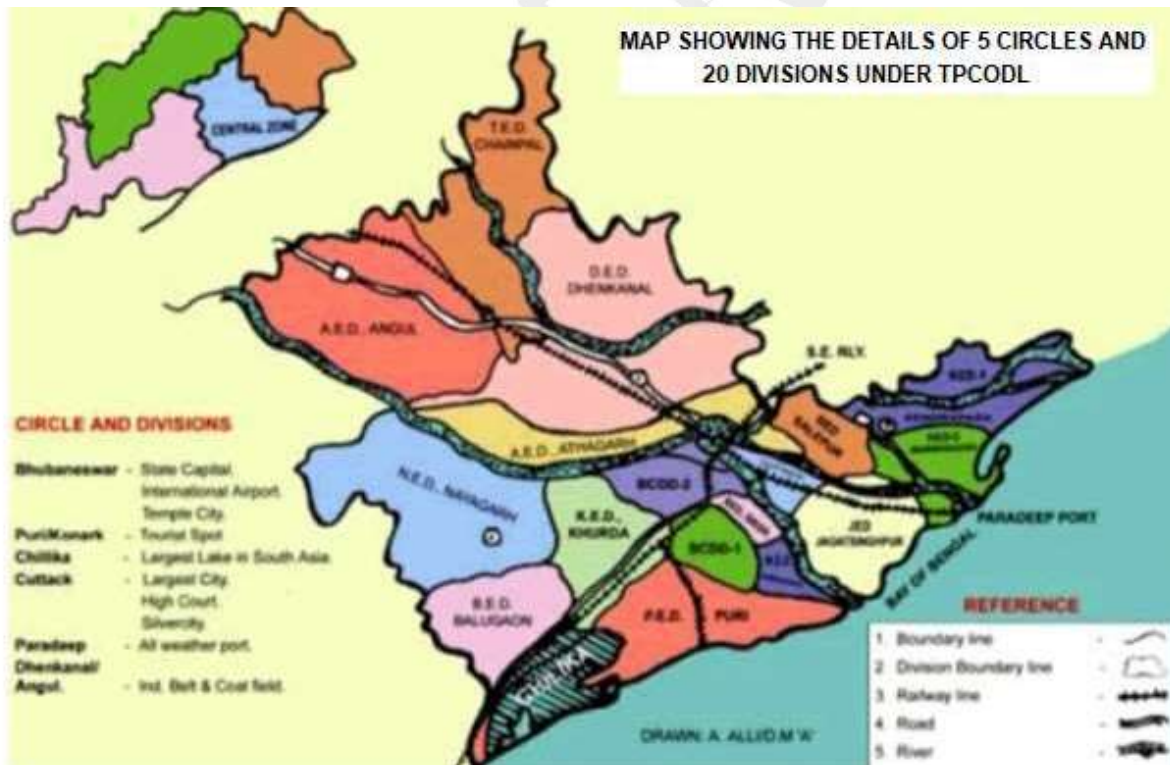 MAP SHOWING THE DETAILS OF 5 CIRCLES AND
20 DIVISIONS UNDER TPCODL
CENTRAL ZONE
T.E.D.
CHAINPAL
D.E.D.
DHENKANAL
A.E.D., ANGUL
S.E. RLY.
A.E.D., ATHAGARH
SALEPUR
N.E.D., NAYAGARH
BCDD-2
K.E.D.,
KHURDA
BCDD-1
JED
JAGATSINGHPUR
PARADEEP PORT
BAY OF BENGAL
B.E.D.
BALUGAON
P.E.D. PURI
CHILIKA
CIRCLE AND DIVISIONS
Bhubaneswar - State Capital.
International Airport.
Temple City.
Puri/Konark - Tourist Spot
Chillika - Largest Lake in South Asia
Cuttack - Largest City.
High Court.
Silvercity.
Paradeep - All weather port.
Dhenkanal/
Angul. - Ind. Belt & Coal field.
REFERENCE
1. Boundary line -
2 Division Boundary line -
3 Railway line -
4 Road -
5 River -
DRAWN: A. ALLI/D.M 'A'